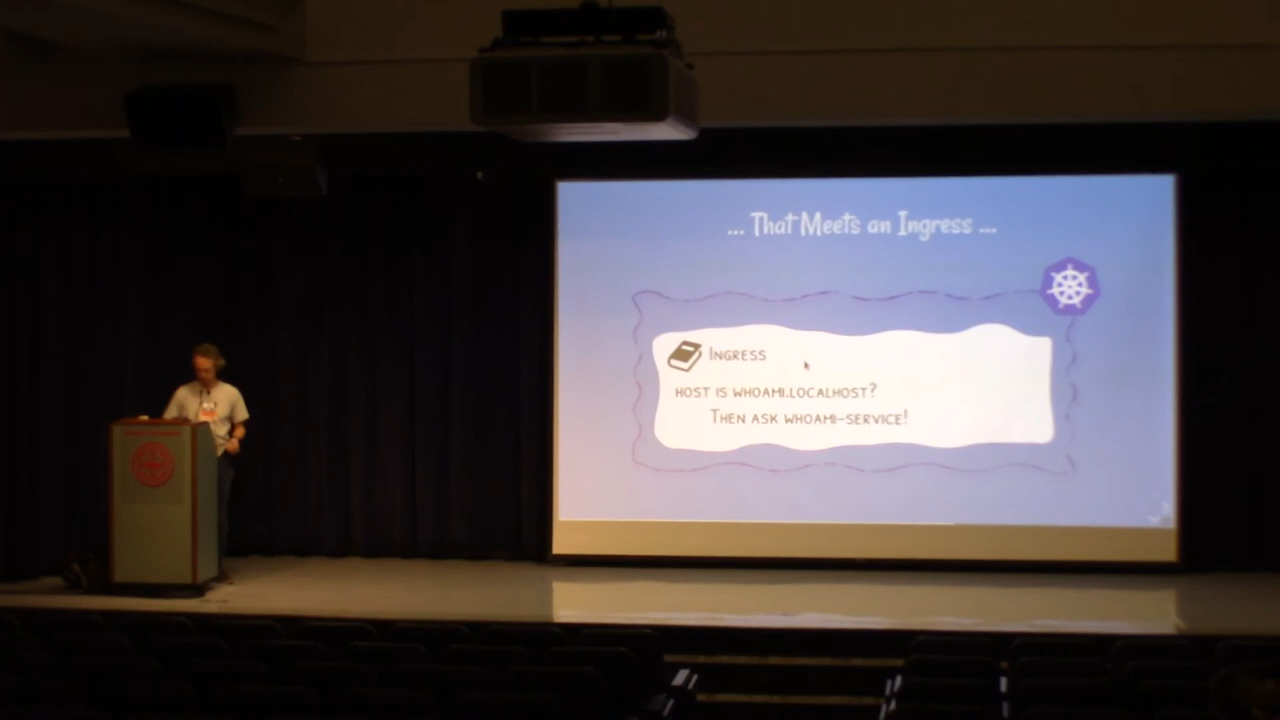 ... That Meets an Ingress ...
Ingress
host is whoami.localhost?
Then ask whoami-service!